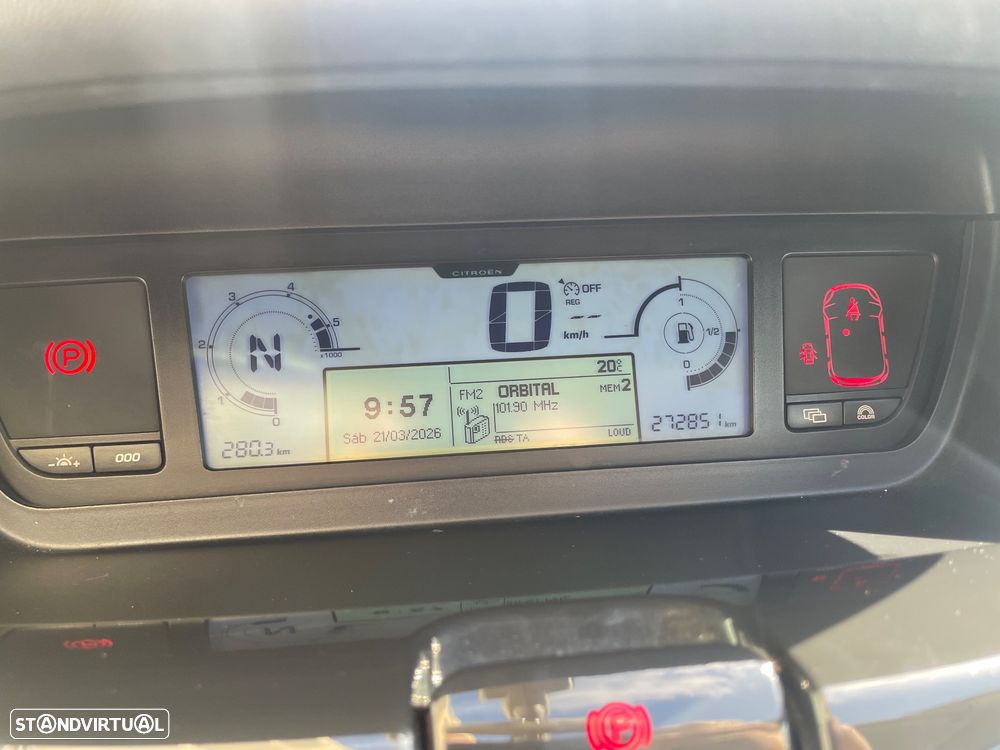 CITROËN
3 4
2 5
1 x1000
0
N
0
OFF
REG
--
km/h
1
1/2
0
20°C
9:57
Sáb 21/03/2026
FM2 ORBITAL MEM2
101.90 MHz
RDS TA LOUD
280.3 km
272851 km
P
000
COLOR
P
STANDVIRTUAL